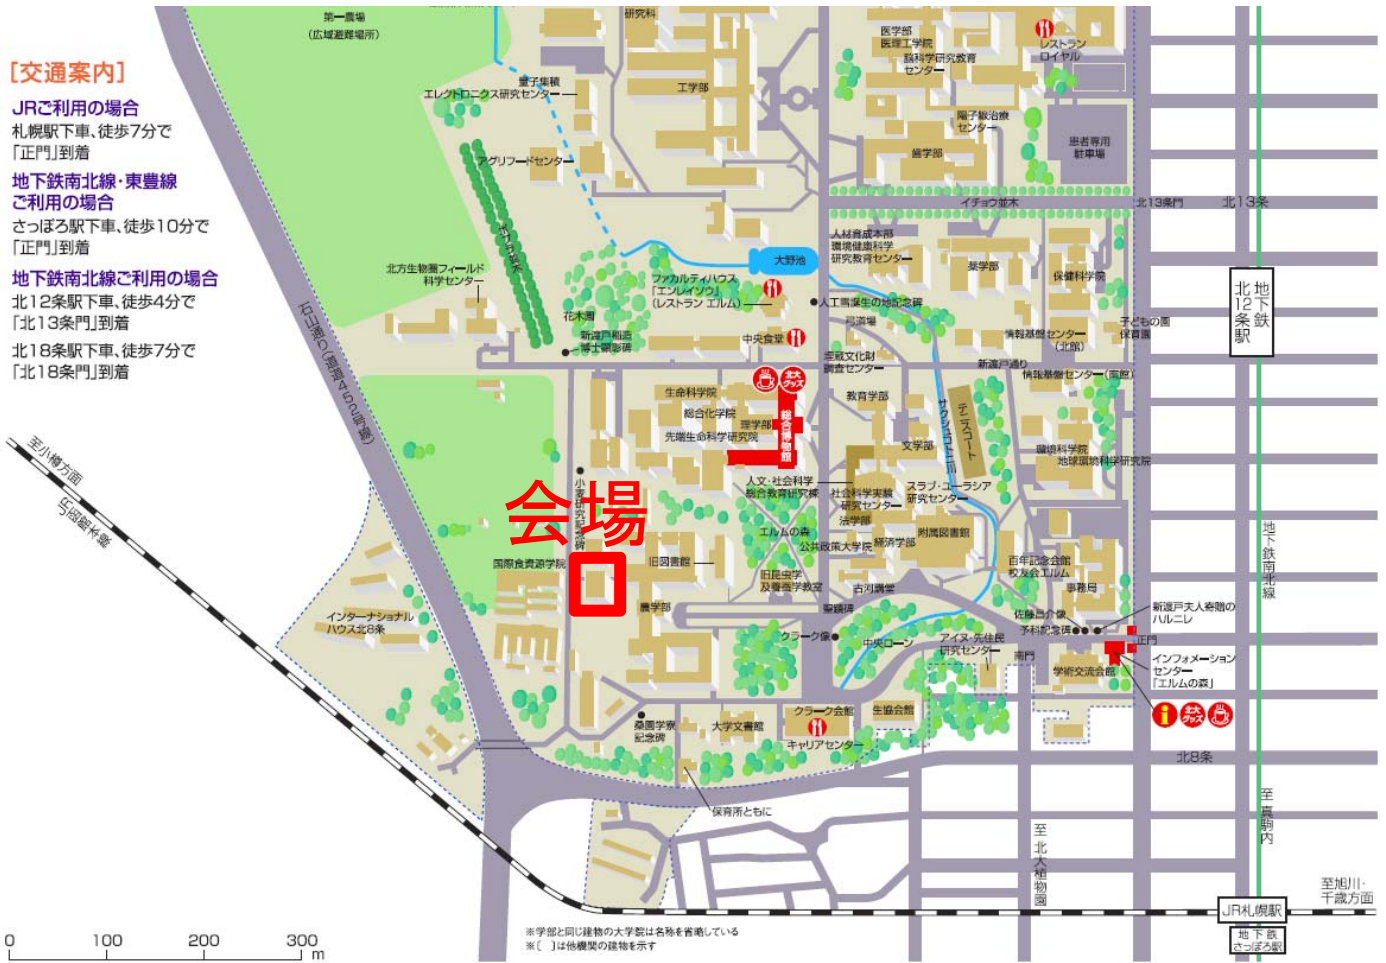 [交通案内]
JRご利用の場合
札幌駅下車、徒歩7分で
「正門」到着
地下鉄南北線・東豊線
ご利用の場合
さっぽろ駅下車、徒歩10分で
「正門」到着
地下鉄南北線ご利用の場合
北12条駅下車、徒歩4分で
「北13条門」到着
北18条駅下車、徒歩7分で
「北18条門」到着
第一農場
(広域避難場所)
研究科
量子集積
エレクトロニクス研究センター
工学部
アグリフードセンター
ポプラ並木
医学部
医理工学院
脳科学研究教育
センター
レストラン
ロイヤル
陽子線治療
センター
歯学部
患者専用
駐車場
イチョウ並木
北13条門
北13条
地下鉄
北12条駅
北方生物圏フィールド
科学センター
ファカルティハウス
「エンレイソウ」
(レストラン エルム)
大野池
人材育成本部
環境健康科学
研究教育センター
薬学部
保健科学院
花木園
新渡戸稲造
博士顕彰碑
人工雪誕生の地記念碑
弓道場
中央食堂
埋蔵文化財
調査センター
情報基盤センター
(北館)
子どもの園
保育園
新渡戸通り
情報基盤センター(南館)
石山通り(道道452号線)
生命科学院
総合化学院
理学部
先端生命科学研究院
北大
グッズ
総合博物館
教育学部
文学部
サクシュコトニ川
テニスコート
環境科学院
地球環境科学研究院
至小樽方面
JR函館本線
小麦研究記念碑
会場
人文・社会科学
総合教育研究棟
社会科学実験
研究センター
スラブ・ユーラシア
研究センター
法学部
エルムの森
公共政策大学院
経済学部
附属図書館
国際食資源学院
旧図書館
旧昆虫学
及養蚕学教室
古河講堂
百年記念会館
校友会エルム
事務局
地下鉄南北線
農学部
聖蹟碑
佐藤昌介像
予科記念碑
新渡戸夫人寄贈の
ハルニレ
インターナショナル
ハウス北8条
クラーク像
中央ローン
アイヌ・先住民
研究センター
南門
正門
学術交流会館
インフォメーション
センター
「エルムの森」
i
北大
グッズ
桑園学寮
記念碑
大学文書館
クラーク会館
生協会館
キャリアセンター
北8条
保育所ともに
至 北大植物園
至 真駒内
至旭川・
千歳方面
JR札幌駅
地下鉄
さっぽろ駅
※学部と同じ建物の大学院は名称を省略している
※[ ]は他機関の建物を示す
0 100 200 300
m